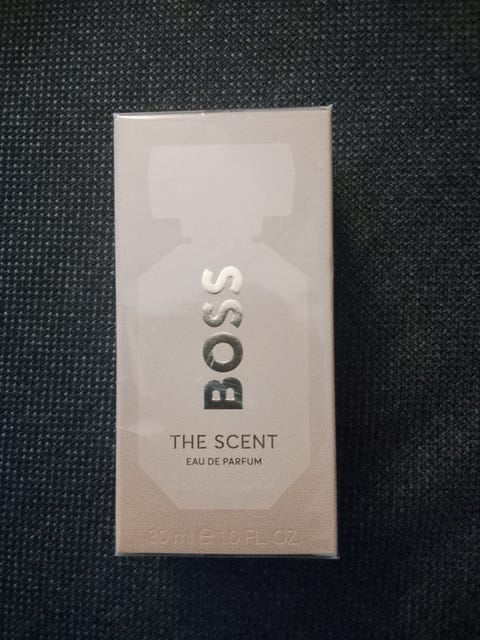 BOSS
THE SCENT
EAU DE PARFUM
30 ml ℮ 1.0 FL. OZ.